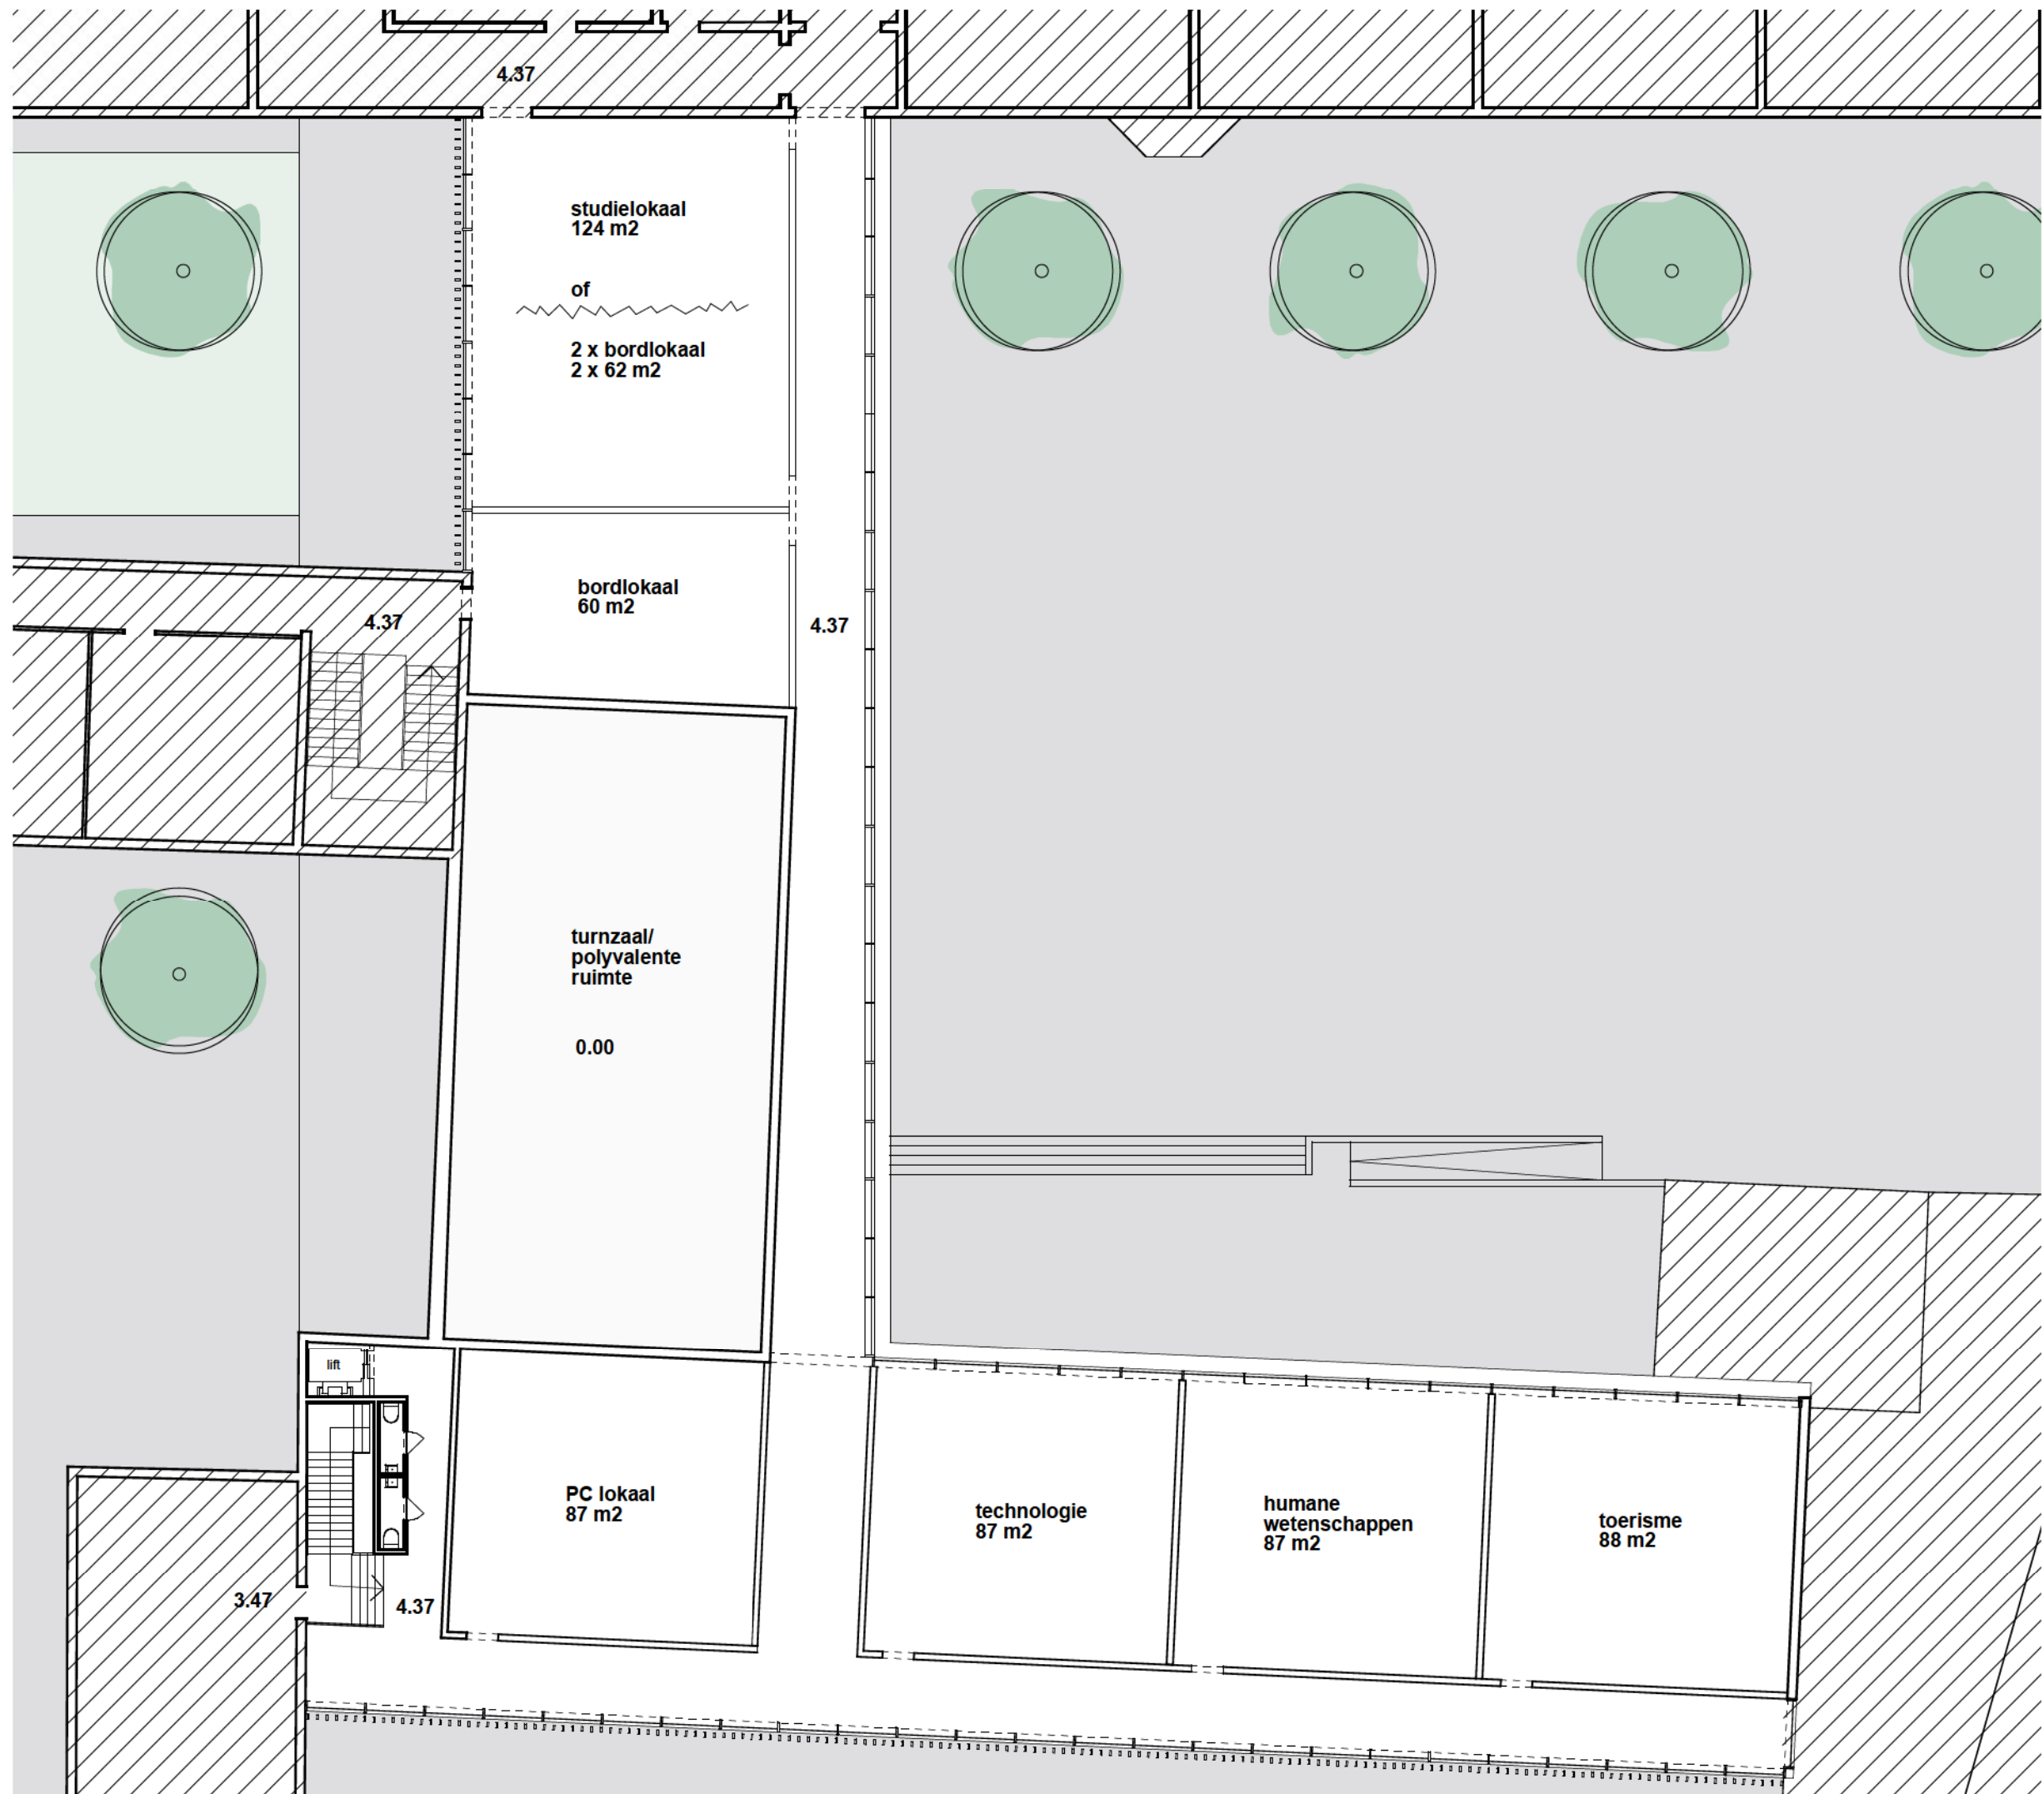 4.37
studielokaal
124 m2
of
2 x bordlokaal
2 x 62 m2
bordlokaal
60 m2
4.37
4.37
turnzaal/
polyvalente
ruimte
0.00
lift
PC lokaal
87 m2
technologie
87 m2
humane
wetenschappen
87 m2
toerisme
88 m2
3.47
4.37